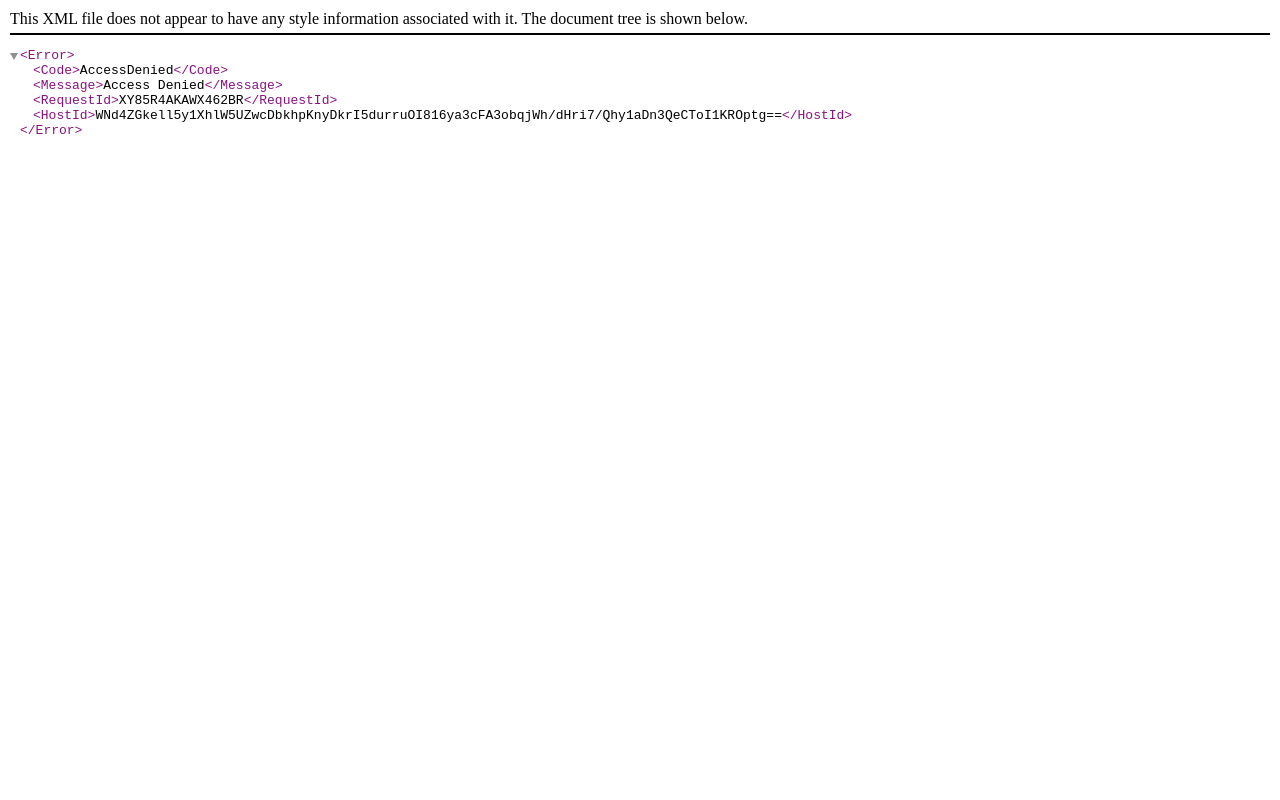 This XML file does not appear to have any style information associated with it. The document tree is shown below.
<Error>
<Code>AccessDenied</Code>
<Message>Access Denied</Message>
<RequestId>XY85R4AKAWX462BR</RequestId>
<HostId>WNd4ZGkell5y1XhlW5UZwcDbkhpKnyDkrI5durruOI816ya3cFA3obqjWh/dHri7/Qhy1aDn3QeCToI1KROptg==</HostId>
</Error>